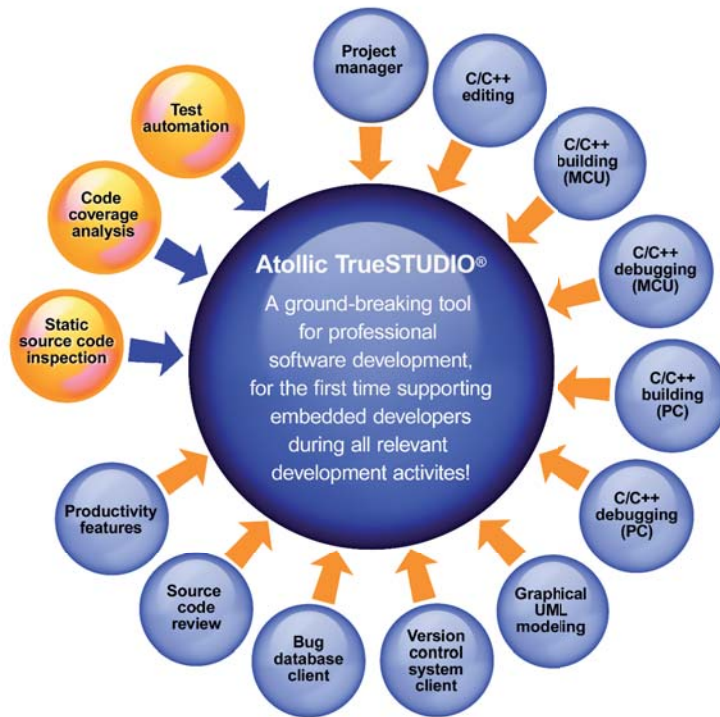 Project
manager
C/C++
editing
C/C++
building
(MCU)
C/C++
debugging
(MCU)
C/C++
building
(PC)
C/C++
debugging
(PC)
Graphical
UML
modeling
Version
control
system
client
Bug
database
client
Source
code
review
Productivity
features
Static
source code
inspection
Code
coverage
analysis
Test
automation
Atollic TrueSTUDIO®
A ground-breaking tool
for professional
software development,
for the first time supporting
embedded developers
during all relevant
development activites!